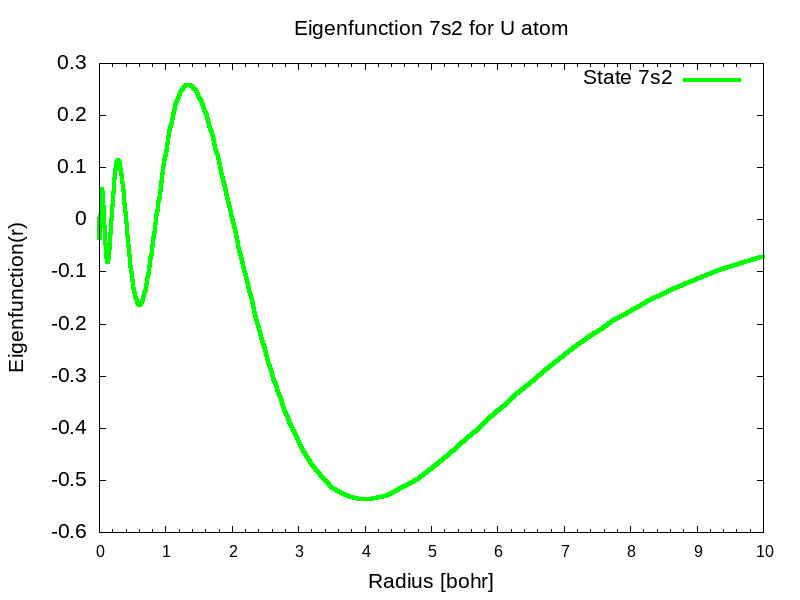 Eigenfunction 7s2 for U atom
State 7s2
0.3
0.2
0.1
0
-0.1
-0.2
-0.3
-0.4
-0.5
-0.6
Eigenfunction(r)
0 1 2 3 4 5 6 7 8 9 10
Radius [bohr]